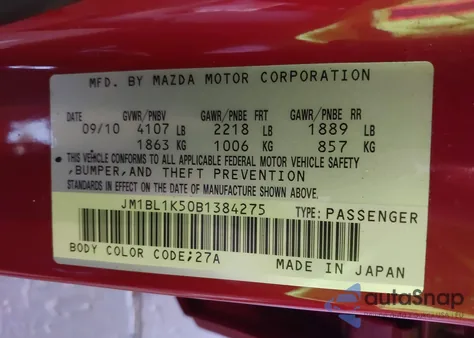 MFD. BY MAZDA MOTOR CORPORATION
DATE GVWR/PNBV GAWR/PNBE FRT GAWR/PNBE RR
09/10 4107 LB 2218 LB 1889 LB
1863 KG 1006 KG 857 KG
THIS VEHICLE CONFORMS TO ALL APPLICABLE FEDERAL MOTOR VEHICLE SAFETY
, BUMPER, AND THEFT PREVENTION
STANDARDS IN EFFECT ON THE DATE OF MANUFACTURE SHOWN ABOVE.
JM1BL1K50B1384275 TYPE: PASSENGER
BODY COLOR CODE;27A
MADE IN JAPAN
autoSnap